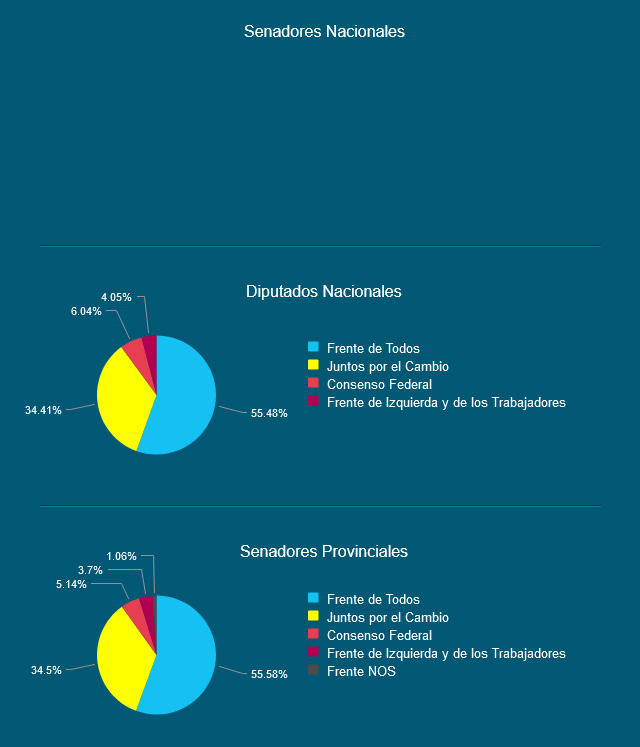 Senadores Nacionales
Diputados Nacionales
4.05%
6.04%
34.41%
55.48%
Frente de Todos
Juntos por el Cambio
Consenso Federal
Frente de Izquierda y de los Trabajadores
Senadores Provinciales
1.06%
3.7%
5.14%
34.5%
55.58%
Frente de Todos
Juntos por el Cambio
Consenso Federal
Frente de Izquierda y de los Trabajadores
Frente NOS